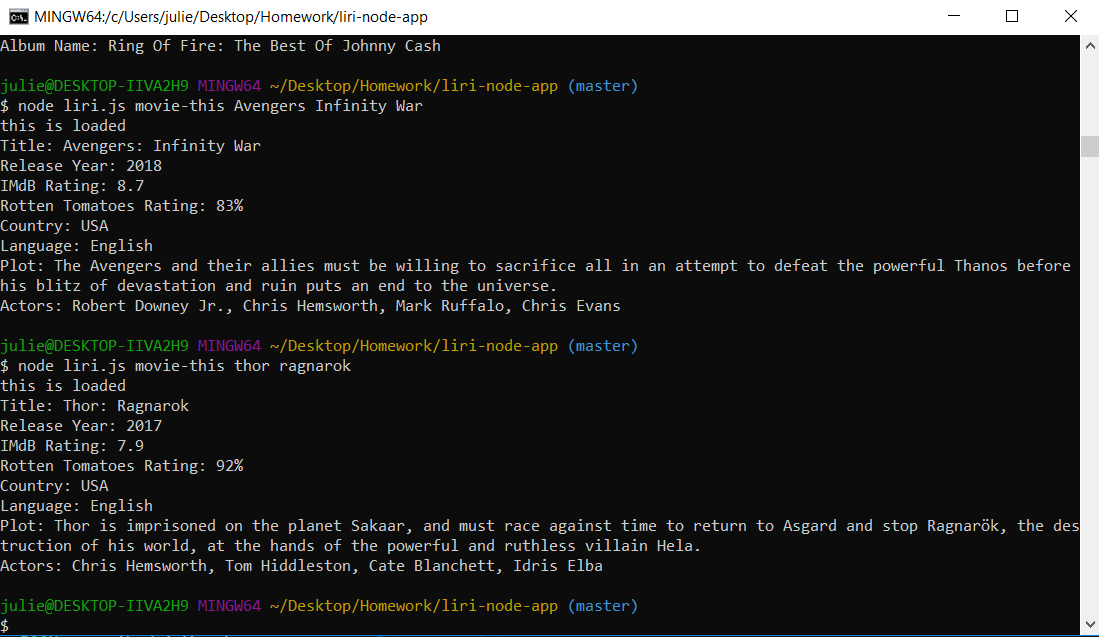 MINGW64:/c/Users/julie/Desktop/Homework/liri-node-app
Album Name: Ring Of Fire: The Best Of Johnny Cash
julie@DESKTOP-IIVA2H9 MINGW64 ~/Desktop/Homework/liri-node-app (master)
$ node liri.js movie-this Avengers Infinity War
this is loaded
Title: Avengers: Infinity War
Release Year: 2018
IMdB Rating: 8.7
Rotten Tomatoes Rating: 83%
Country: USA
Language: English
Plot: The Avengers and their allies must be willing to sacrifice all in an attempt to defeat the powerful Thanos before
his blitz of devastation and ruin puts an end to the universe.
Actors: Robert Downey Jr., Chris Hemsworth, Mark Ruffalo, Chris Evans
julie@DESKTOP-IIVA2H9 MINGW64 ~/Desktop/Homework/liri-node-app (master)
$ node liri.js movie-this thor ragnarok
this is loaded
Title: Thor: Ragnarok
Release Year: 2017
IMdB Rating: 7.9
Rotten Tomatoes Rating: 92%
Country: USA
Language: English
Plot: Thor is imprisoned on the planet Sakaar, and must race against time to return to Asgard and stop Ragnarök, the des
truction of his world, at the hands of the powerful and ruthless villain Hela.
Actors: Chris Hemsworth, Tom Hiddleston, Cate Blanchett, Idris Elba
julie@DESKTOP-IIVA2H9 MINGW64 ~/Desktop/Homework/liri-node-app (master)
$